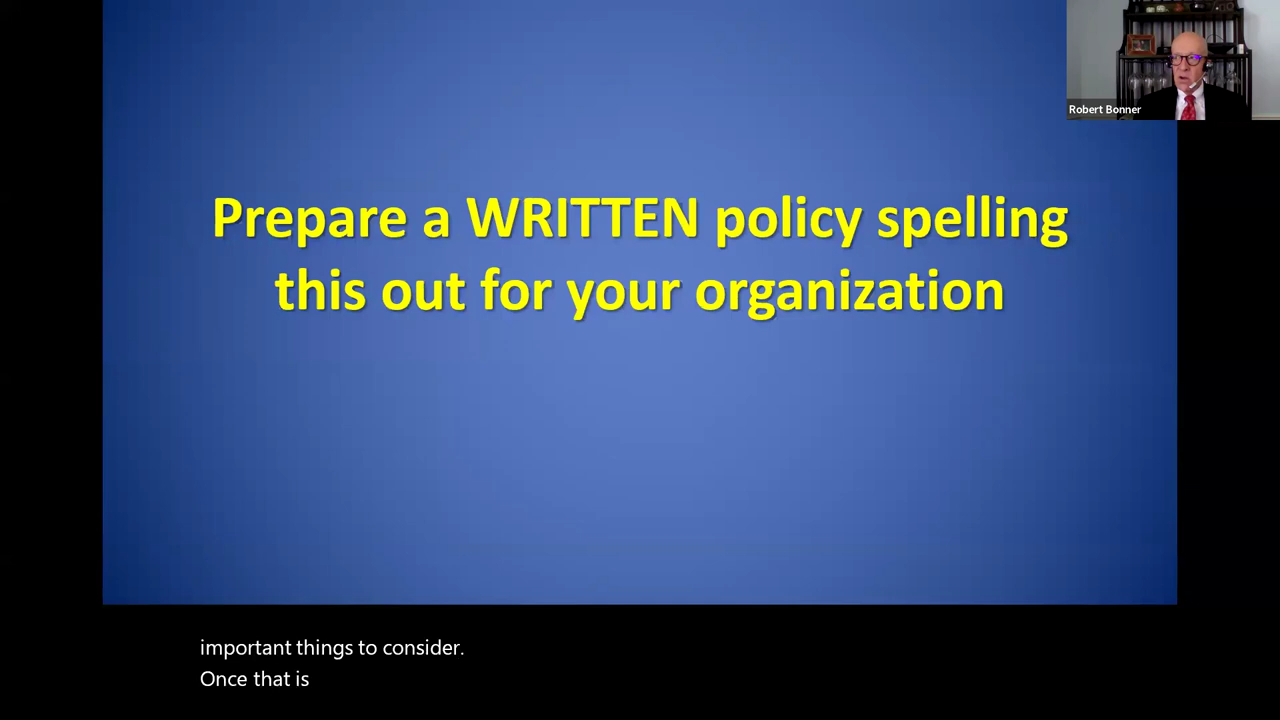 Robert Bonner
Prepare a WRITTEN policy spelling
this out for your organization
important things to consider.
Once that is